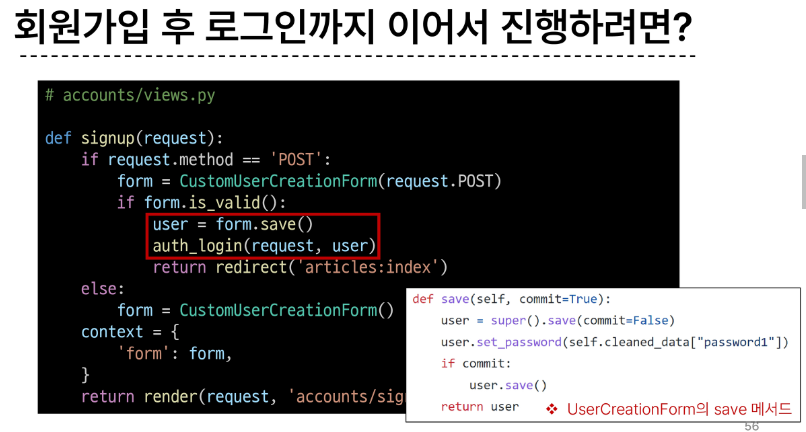 회원가입 후 로그인까지 이어서 진행하려면?
# accounts/views.py
def signup(request):
    if request.method == 'POST':
        form = CustomUserCreationForm(request.POST)
        if form.is_valid():
            user = form.save()
            auth_login(request, user)
            return redirect('articles:index')
    else:
        form = CustomUserCreationForm()
    context = {
        'form': form,
    }
    return render(request, 'accounts/sig
def save(self, commit=True):
    user = super().save(commit=False)
    user.set_password(self.cleaned_data["password1"])
    if commit:
        user.save()
    return user
❖ UserCreationForm의 save 메서드
56